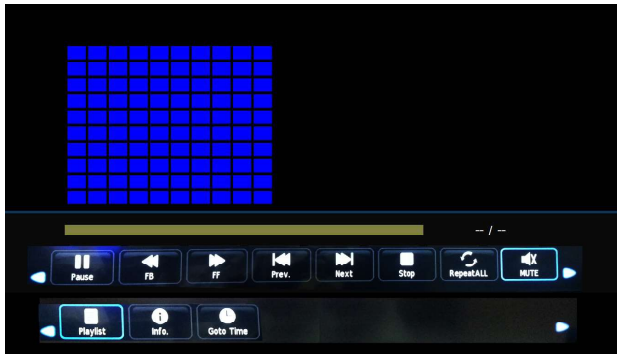 -- / --
Pause FB FF Prev. Next Stop RepeatALL MUTE
Playlist Info. Goto Time